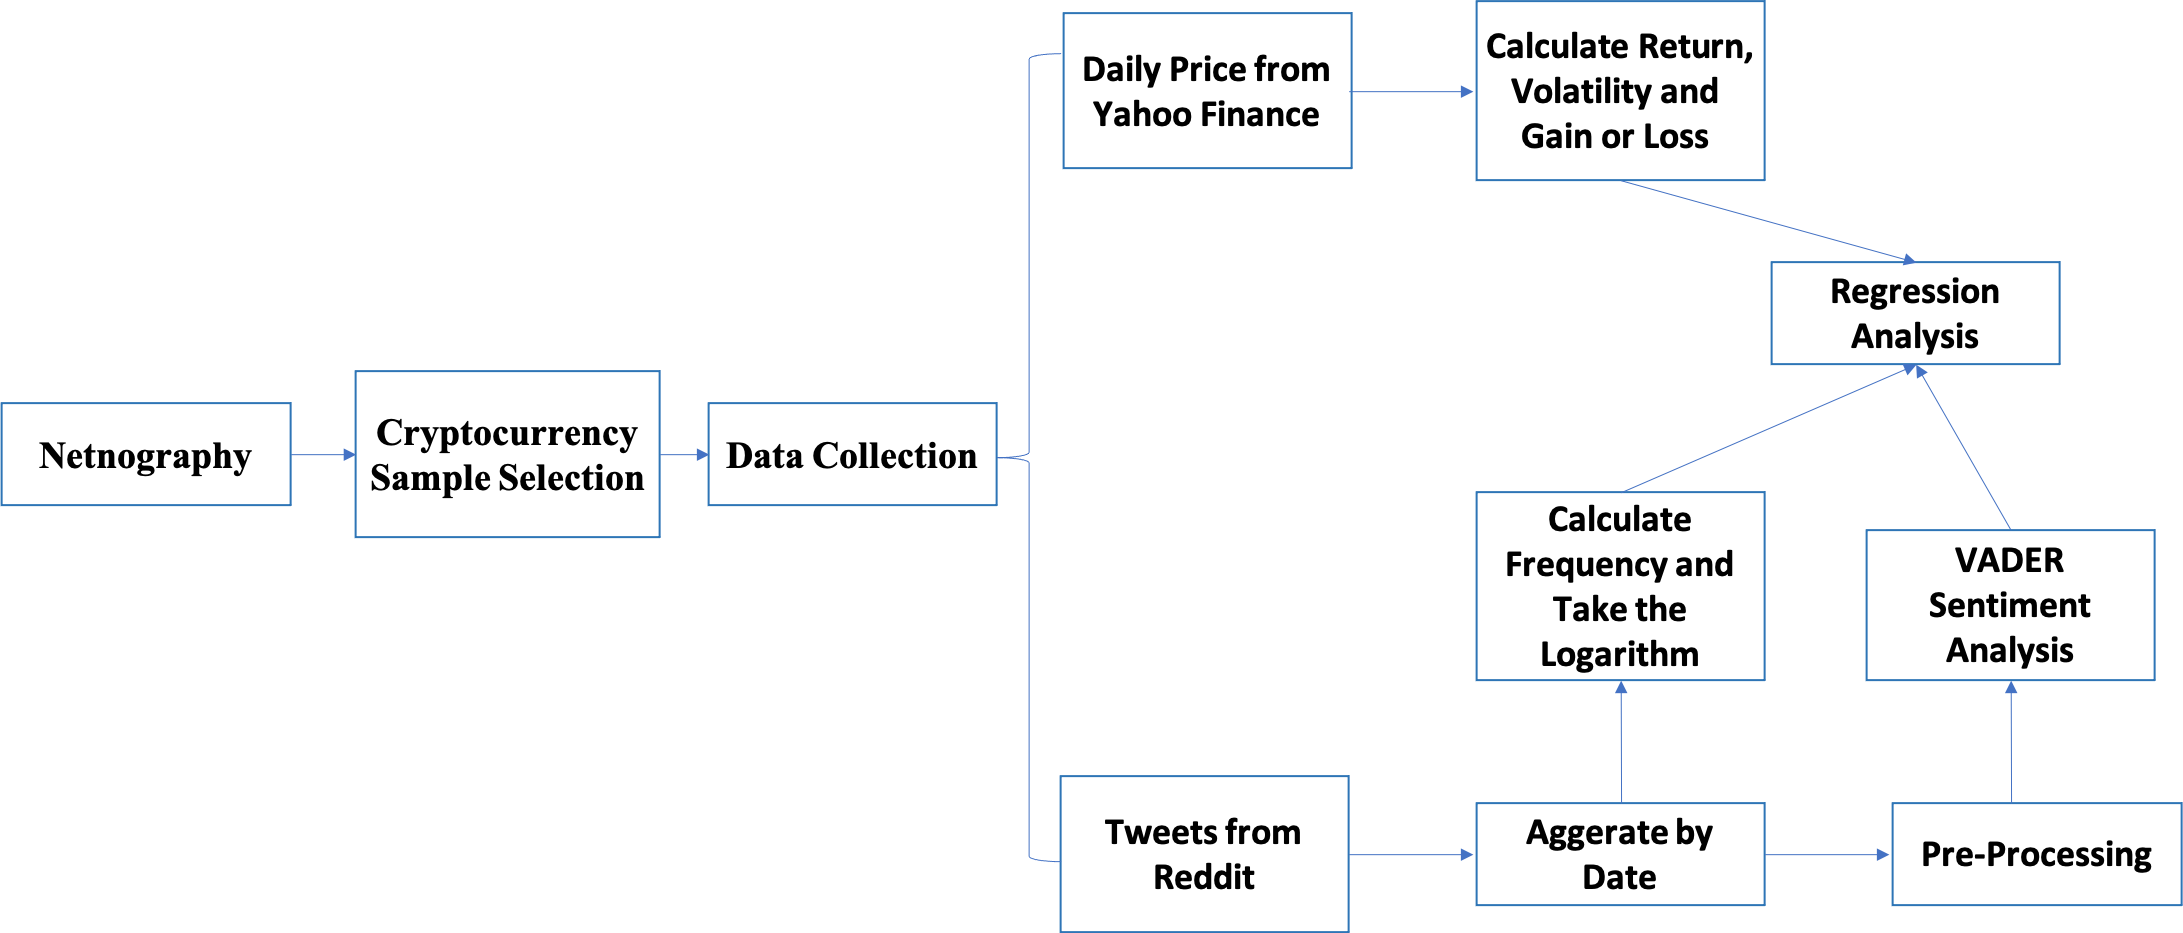 Netnography
Cryptocurrency
Sample Selection
Data Collection
Daily Price from
Yahoo Finance
Calculate Return,
Volatility and
Gain or Loss
Regression
Analysis
Calculate
Frequency and
Take the
Logarithm
VADER
Sentiment
Analysis
Tweets from
Reddit
Aggerate by
Date
Pre-Processing